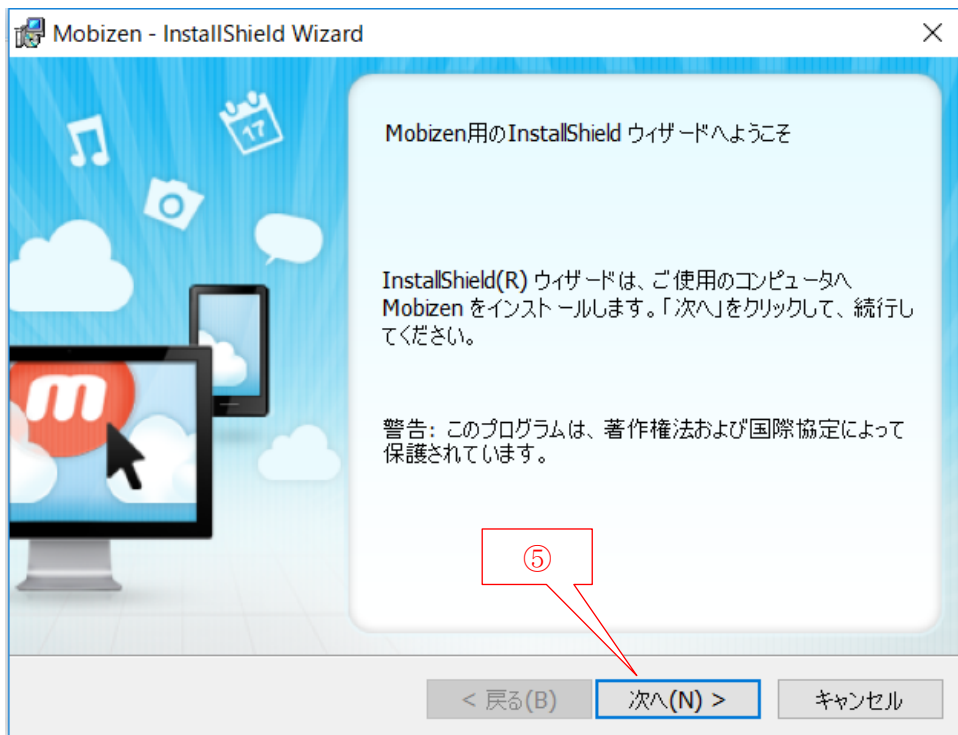 Mobizen - InstallShield Wizard
17
Mobizen用のInstallShield ウィザードへようこそ
InstallShield(R) ウィザードは、ご使用のコンピュータへ
Mobizen をインストールします。「次へ」をクリックして、続行し
てください。
m
警告: このプログラムは、著作権法および国際協定によって
保護されています。
⑤
< 戻る(B)
次へ(N) >
キャンセル